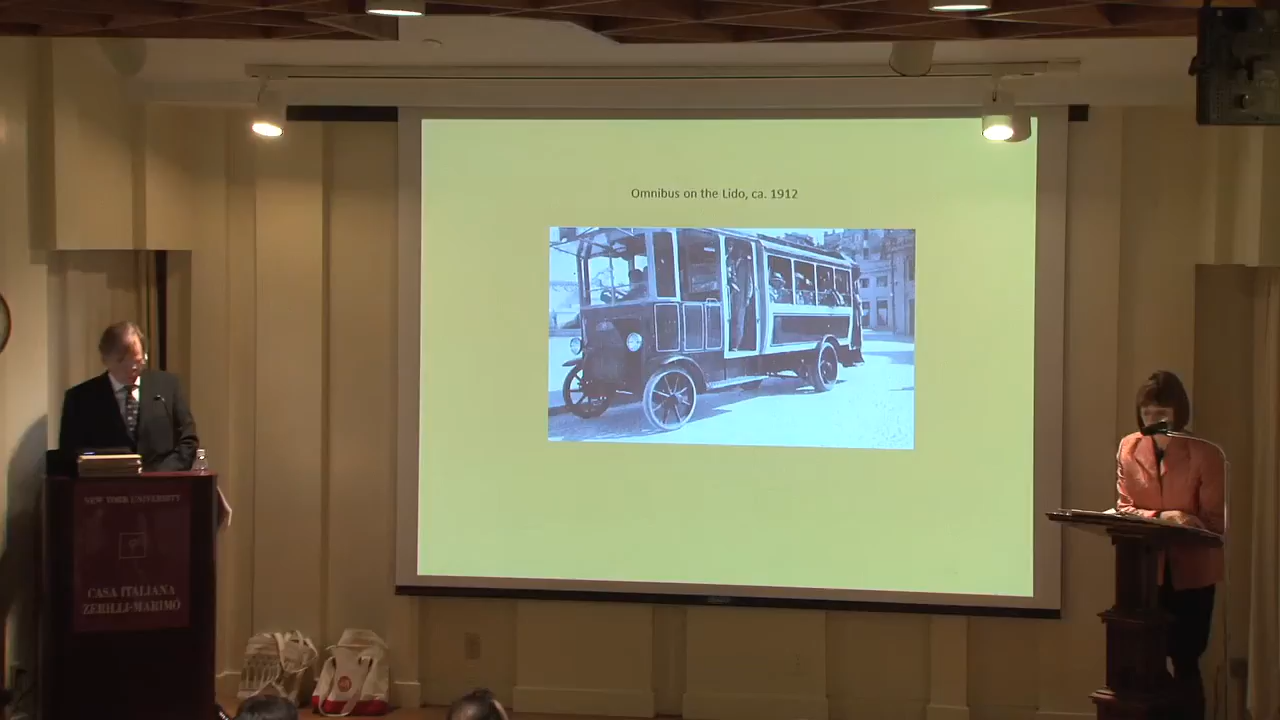 Omnibus on the Lido, ca. 1912
NEW YORK UNIVERSITY
CASA ITALIANA
ZERILLI-MARIMÒ